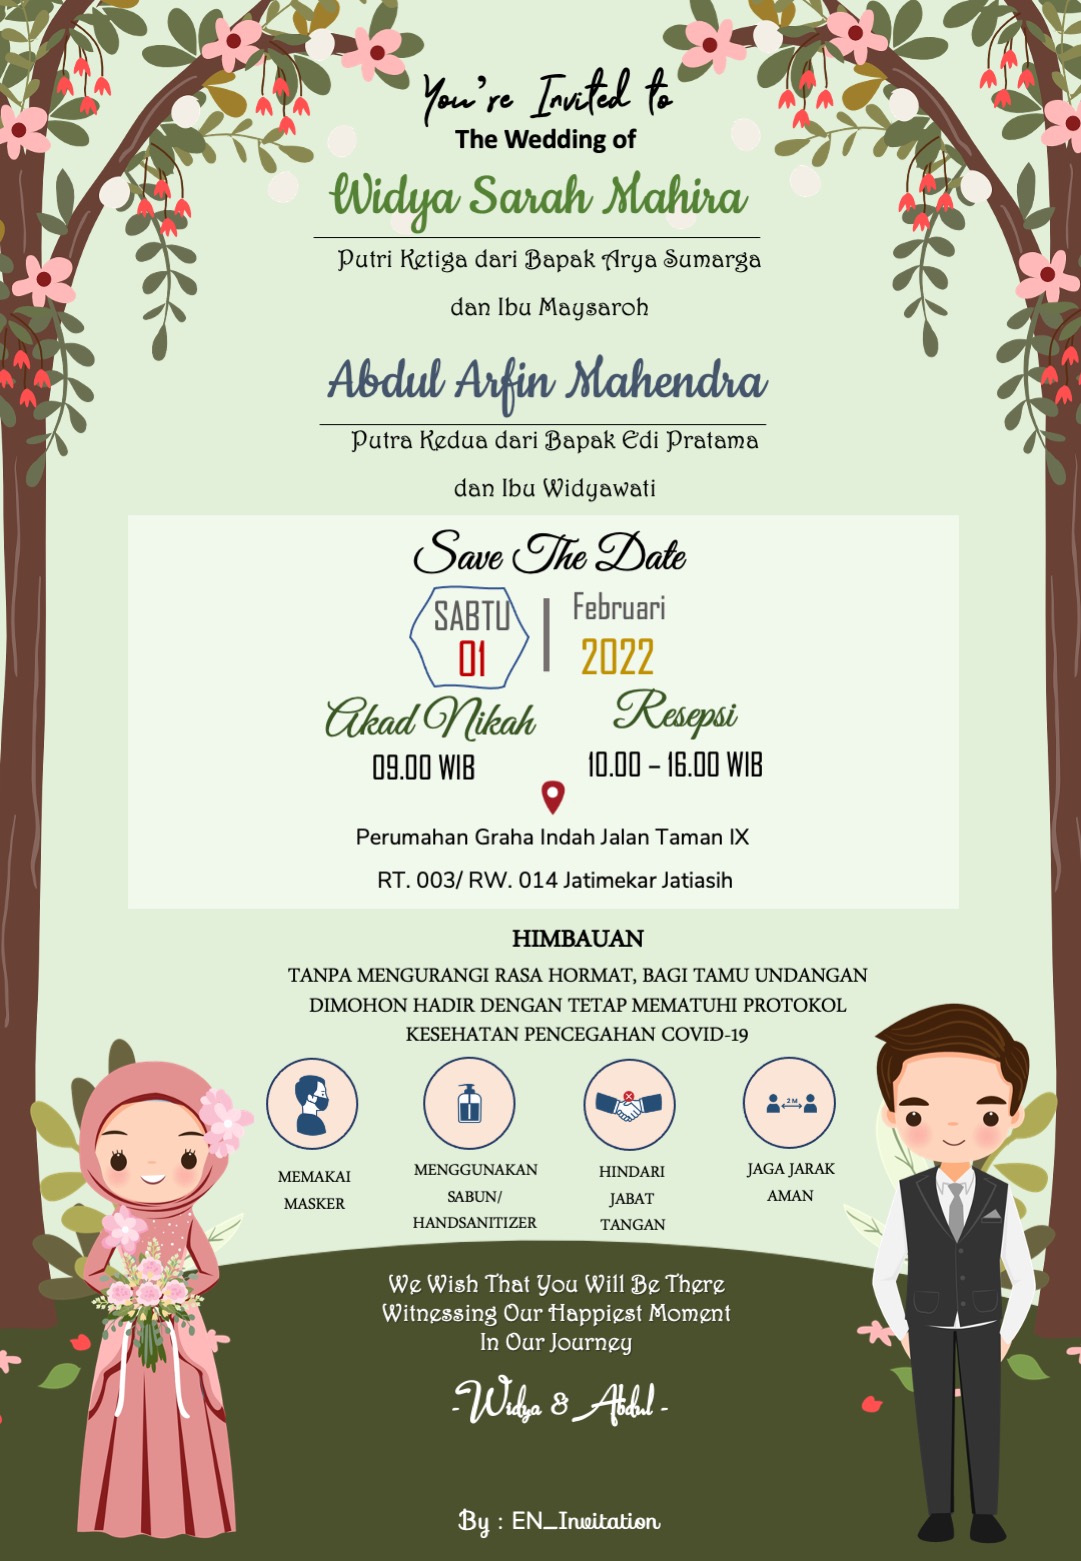 You're Invited to
The Wedding of
Widya Sarah Mahira
Putri Ketiga dari Bapak Arya Sumarga
dan Ibu Maysaroh
Abdul Arfin Mahendra
Putra Kedua dari Bapak Edi Pratama
dan Ibu Widyawati
Save The Date
SABTU
01
Februari
2022
Akad Nikah
09.00 WIB
Resepsi
10.00 – 16.00 WIB
Perumahan Graha Indah Jalan Taman IX
RT. 003/ RW. 014 Jatimekar Jatiasih
HIMBAUAN
TANPA MENGURANGI RASA HORMAT, BAGI TAMU UNDANGAN
DIMOHON HADIR DENGAN TETAP MEMATUHI PROTOKOL
KESEHATAN PENCEGAHAN COVID-19
MEMAKAI
MASKER
MENGGUNAKAN
SABUN/
HANDSANITIZER
HINDARI
JABAT
TANGAN
2 M
JAGA JARAK
AMAN
We Wish That You Will Be There
Witnessing Our Happiest Moment
In Our Journey
-Widya & Abdul -
By : EN_Invitation